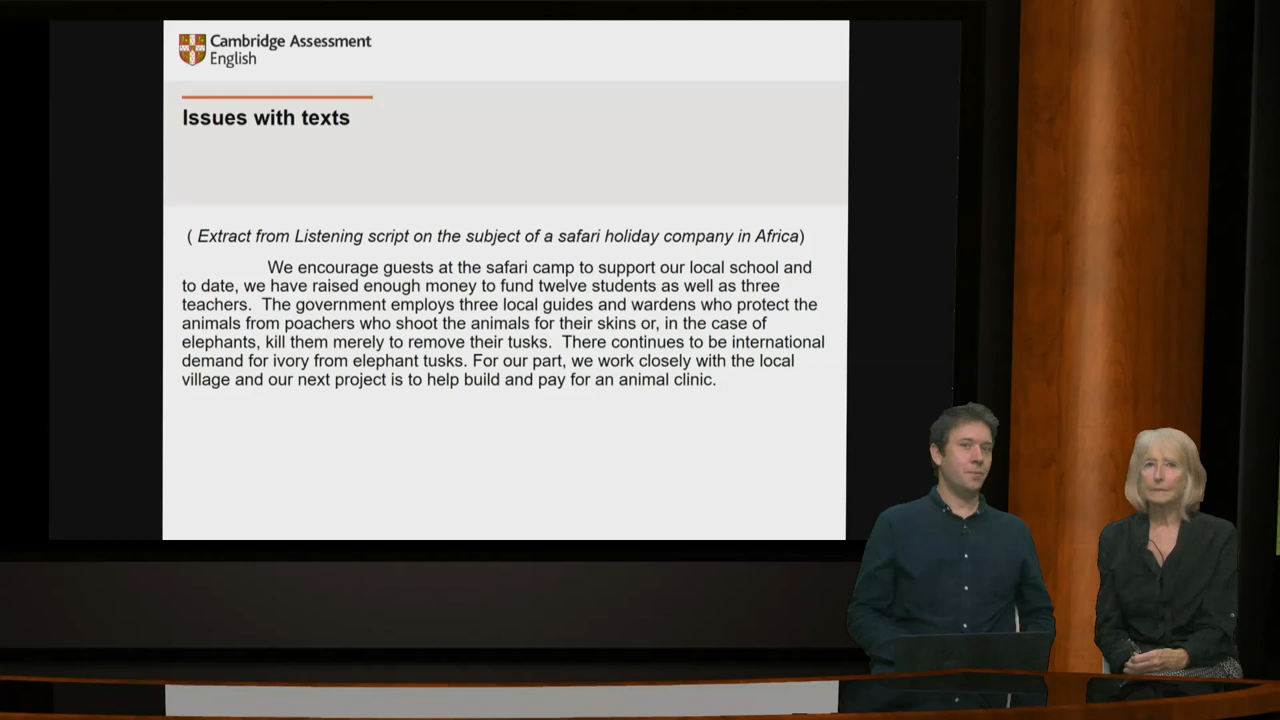 Cambridge Assessment
English
Issues with texts
( Extract from Listening script on the subject of a safari holiday company in Africa)
We encourage guests at the safari camp to support our local school and
to date, we have raised enough money to fund twelve students as well as three
teachers. The government employs three local guides and wardens who protect the
animals from poachers who shoot the animals for their skins or, in the case of
elephants, kill them merely to remove their tusks. There continues to be international
demand for ivory from elephant tusks. For our part, we work closely with the local
village and our next project is to help build and pay for an animal clinic.